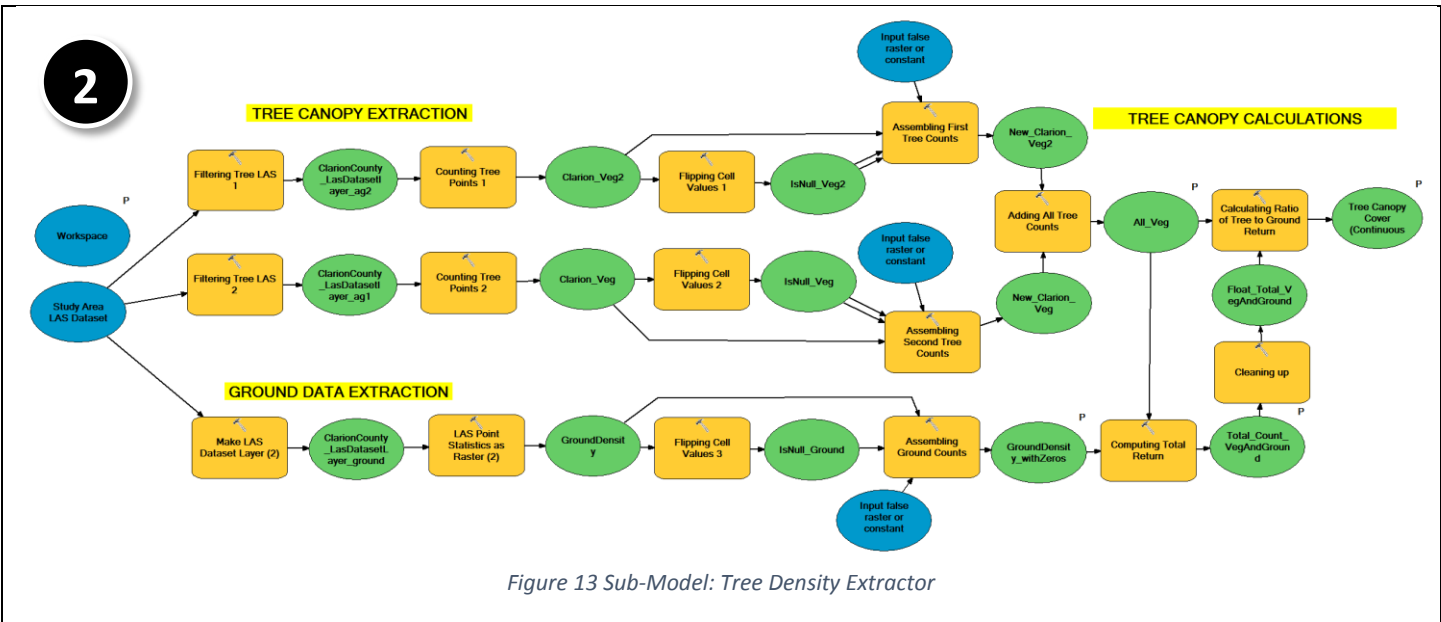 2
TREE CANOPY EXTRACTION
TREE CANOPY CALCULATIONS
Input false
raster or
constant
Filtering Tree LAS
1
ClarionCounty
_LasDatasetl
ayer_ag2
Counting Tree
Points 1
Clarion_Veg2
Flipping Cell
Values 1
IsNull_Veg2
Assembling First
Tree Counts
New_Clarion_
Veg2
P
Workspace
Study Area
LAS Dataset
Filtering Tree LAS
2
ClarionCounty
_LasDatasetl
ayer_ag1
Counting Tree
Points 2
Clarion_Veg
Flipping Cell
Values 2
IsNull_Veg
Input false
raster or
constant
Assembling
Second Tree
Counts
New_Clarion_
Veg
Adding All Tree
Counts
P
All_Veg
Calculating Ratio
of Tree to Ground
Return
P
Tree Canopy
Cover
(Continuous
Float_Total_V
egAndGround
Cleaning up
GROUND DATA EXTRACTION
Make LAS
Dataset Layer (2)
ClarionCounty
_LasDatasetL
ayer_ground
LAS Point
Statistics as
Raster (2)
GroundDensit
y
Flipping Cell
Values 3
IsNull_Ground
Assembling
Ground Counts
Input false
raster or
constant
P
GroundDensit
y_withZeros
Computing Total
Return
P
Total_Count_
VegAndGroun
d
Figure 13 Sub-Model: Tree Density Extractor